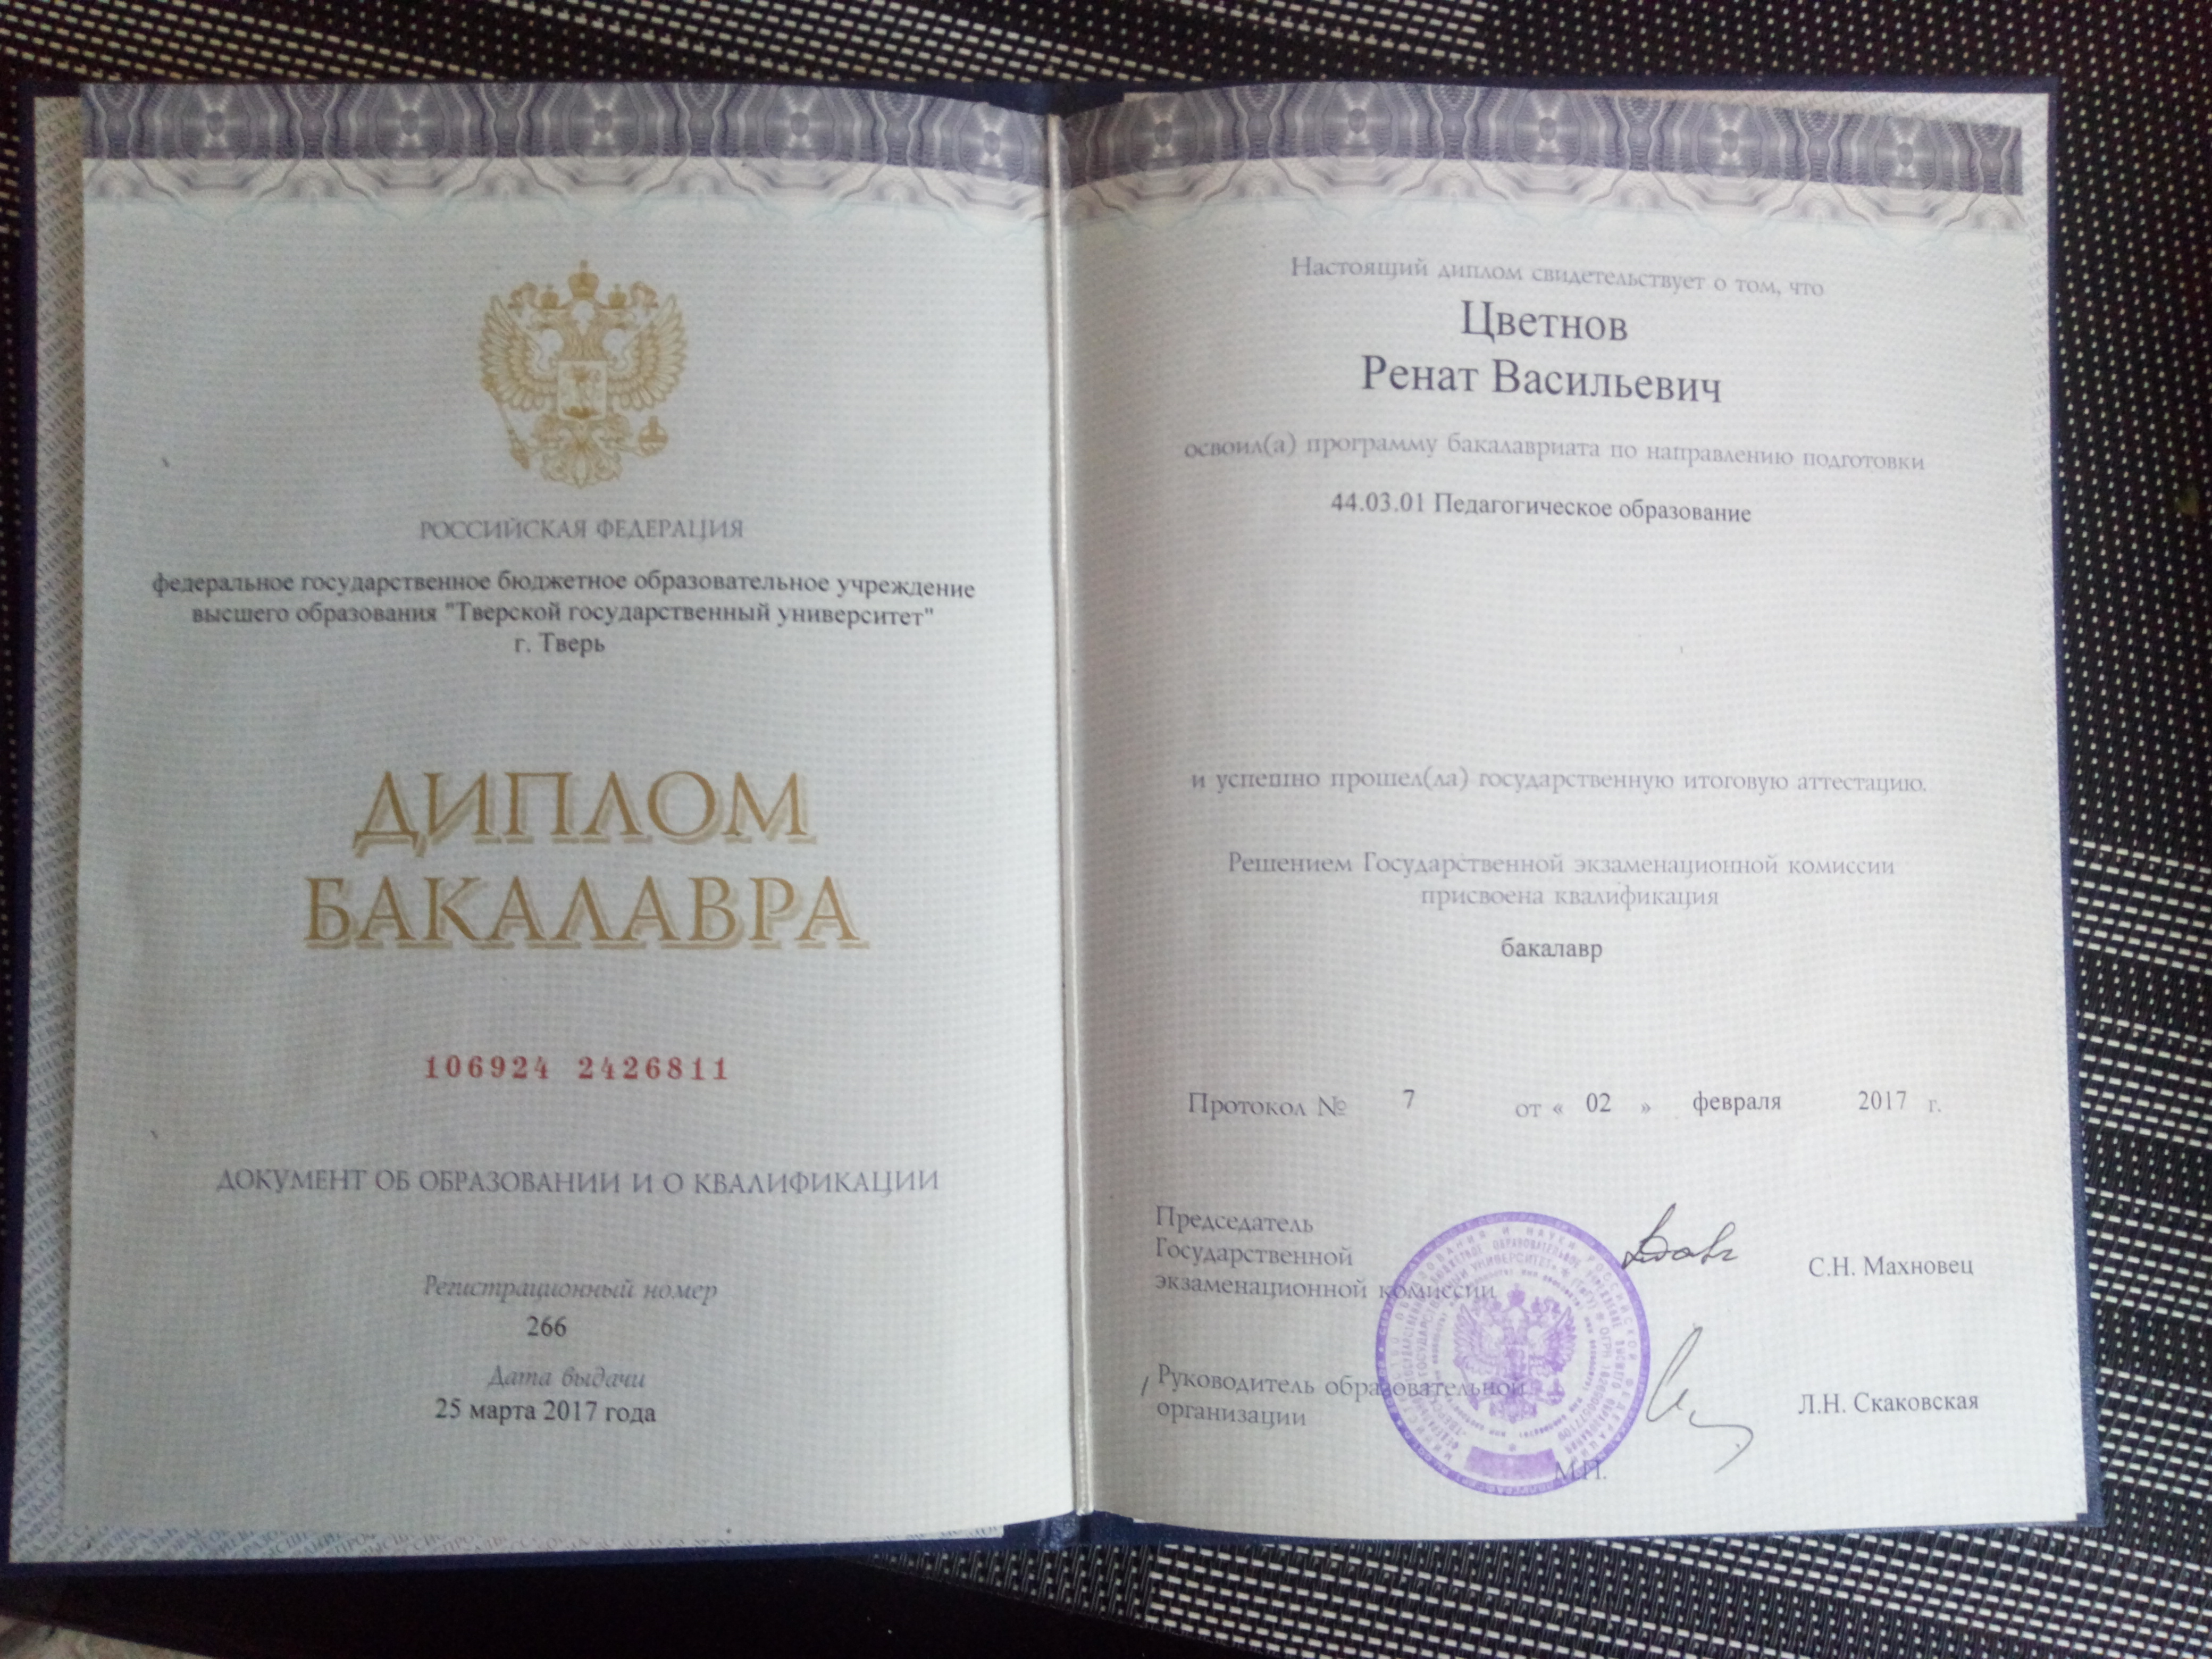 РОССИЙСКАЯ ФЕДЕРАЦИЯ
федеральное государственное бюджетное образовательное учреждение
высшего образования "Тверской государственный университет"
г. Тверь
ДИПЛОМ
БАКАЛАВРА
106924 2426811
ДОКУМЕНТ ОБ ОБРАЗОВАНИИ И О КВАЛИФИКАЦИИ
Регистрационный номер
266
Дата выдачи
25 марта 2017 года
Настоящий диплом свидетельствует о том, что
Цветнов
Ренат Васильевич
освоил(а) программу бакалавриата по направлению подготовки
44.03.01 Педагогическое образование
и успешно прошел(ла) государственную итоговую аттестацию.
Решением Государственной экзаменационной комиссии
присвоена квалификация
бакалавр
Протокол № 7 от « 02 » февраля 2017 г.
Председатель
Государственной
экзаменационной комиссии
С.Н. Махновец
Руководитель образовательной
организации
Л.Н. Скаковская
М.П.